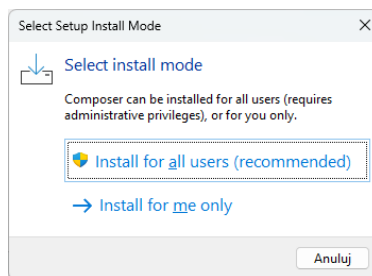 Select Setup Install Mode
Select install mode
Composer can be installed for all users (requires
administrative privileges), or for you only.
Install for all users (recommended)
Install for me only
Anuluj